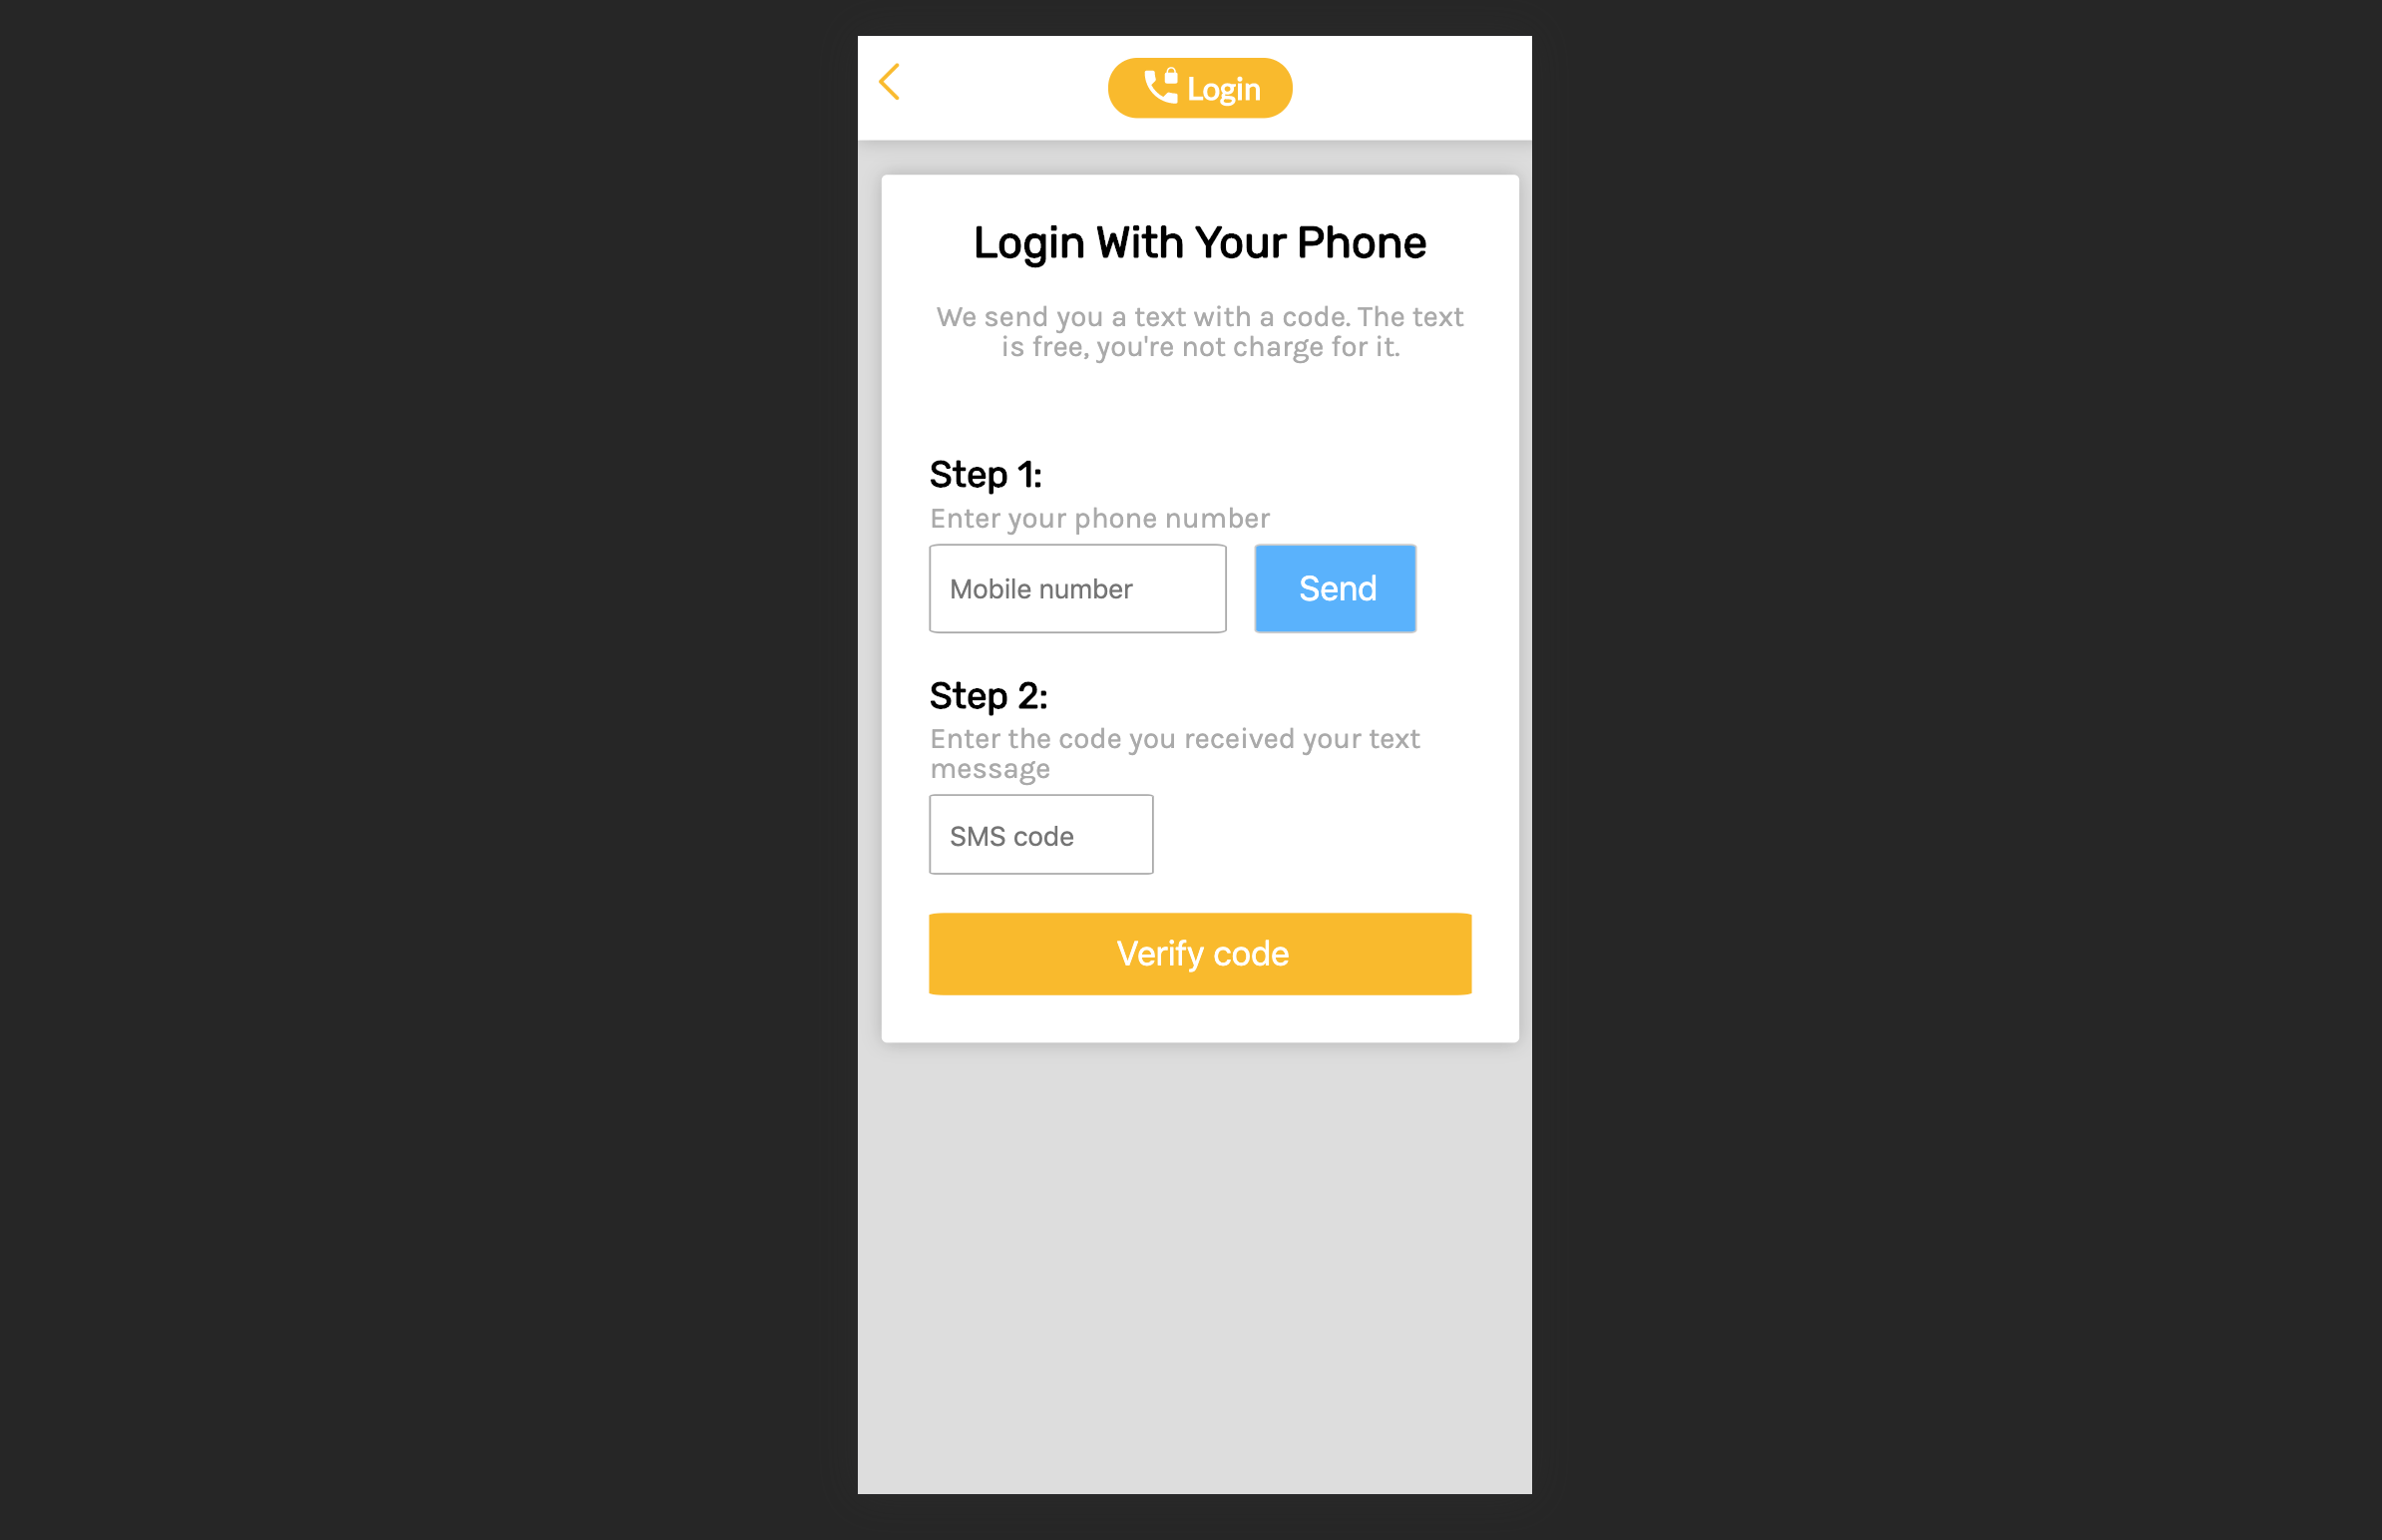 Login
Login With Your Phone
We send you a text with a code. The text
is free, you're not charge for it.
Step 1:
Enter your phone number
Mobile number
Send
Step 2:
Enter the code you received your text
message
SMS code
Verify code